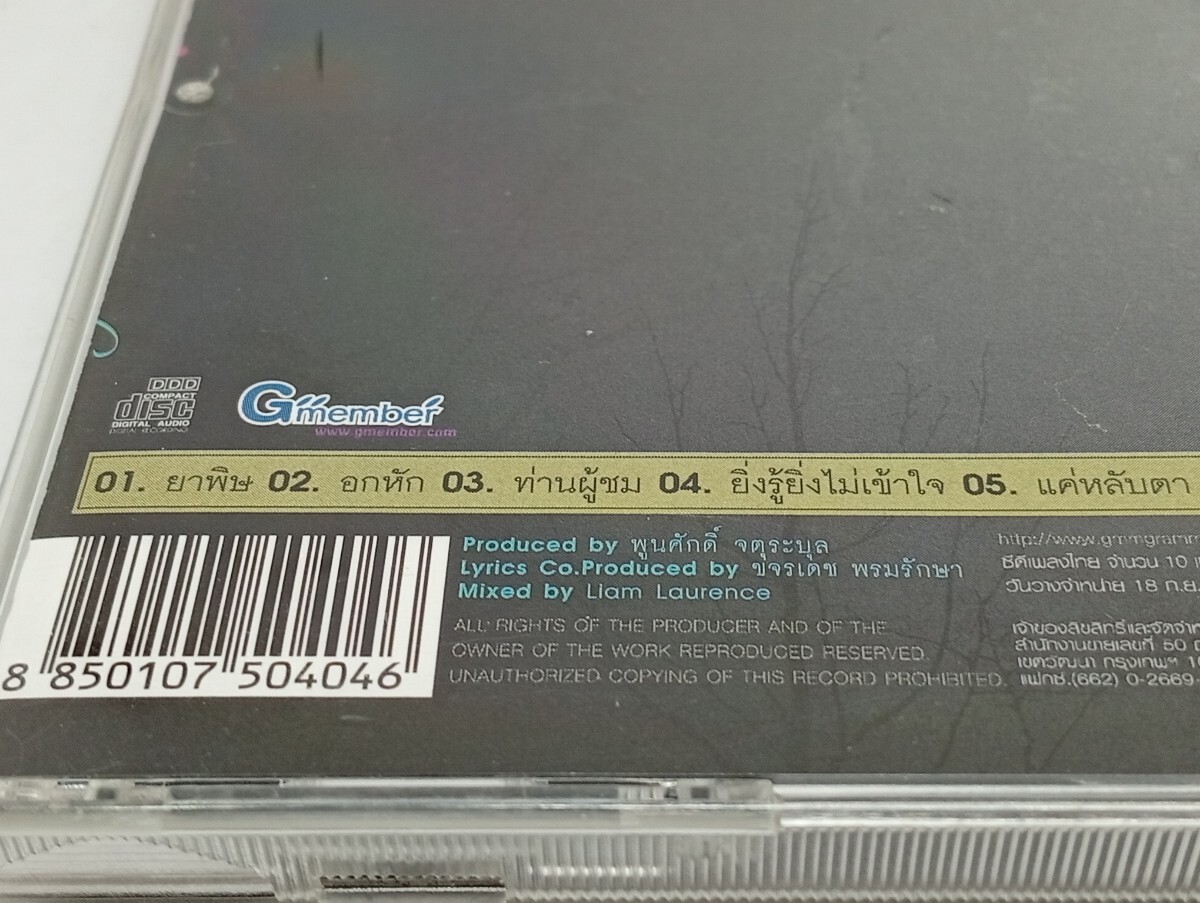 DDD
COMPACT
disc
DIGITAL AUDIO
DIGITAL RECORDING
Gmember
www.gmember.com
01. ยาพิษ 02. อกหัก 03. ท่านผู้ชม 04. ยิ่งรู้ยิ่งไม่เข้าใจ 05. แค่หลับตา
Produced by พูนศักดิ์ จตุระบุล
Lyrics Co.Produced by ขจรเดช พรมรักษา
Mixed by Liam Laurence
ALL RIGHTS OF THE PRODUCER AND OF THE
OWNER OF THE WORK REPRODUCED RESERVED.
UNAUTHORIZED COPYING OF THIS RECORD PROHIBITED.
8 850107 504046
http://www.gmmgramm
ซีดีเพลงไทย จำนวน 10
วันวางจำหน่าย 18 ก.ย.
เจ้าของลิขสิทธิ์และจัดจำห
สำนักงานขายเลขที่ 50
เขตวัฒนา กรุงเทพฯ 1
แฟกซ์.(662) 0-2669-